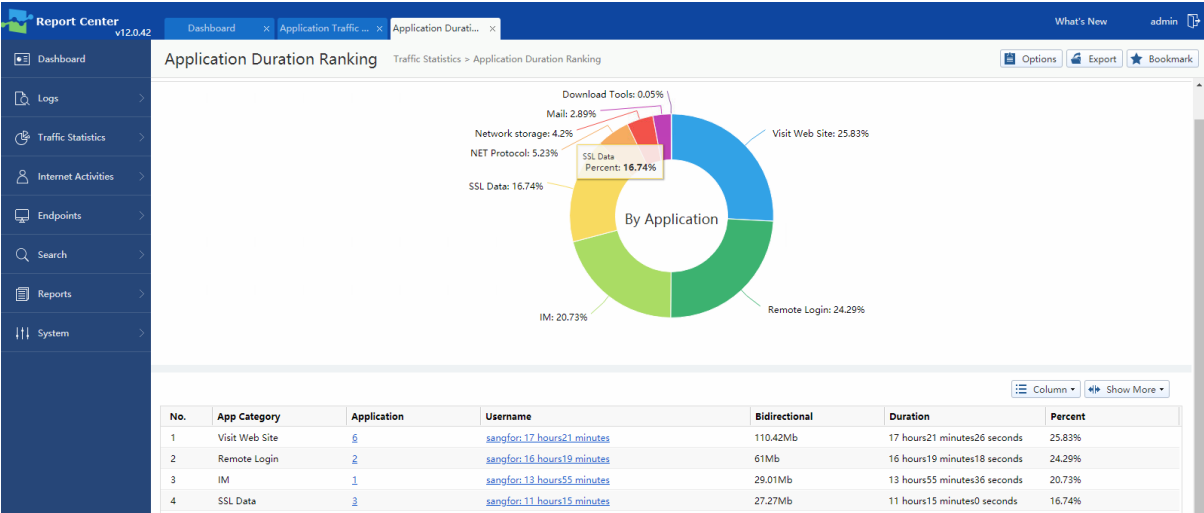 Report Center
v12.0.42
Dashboard × Application Traffic ... × Application Durati... ×
What's New admin
Dashboard
Logs
Traffic Statistics
Internet Activities
Endpoints
Search
Reports
System
Application Duration Ranking Traffic Statistics > Application Duration Ranking
Options Export Bookmark
Download Tools: 0.05%
Mail: 2.89%
Network storage: 4.2%
Visit Web Site: 25.83%
NET Protocol: 5.23%
SSL Data
Percent: 16.74%
SSL Data: 16.74%
By Application
Remote Login: 24.29%
IM: 20.73%
Column Show More
No. App Category Application Username Bidirectional Duration Percent
1 Visit Web Site 6 sangfor: 17 hours21 minutes 110.42Mb 17 hours21 minutes26 seconds 25.83%
2 Remote Login 2 sangfor: 16 hours19 minutes 61Mb 16 hours19 minutes18 seconds 24.29%
3 IM 1 sangfor: 13 hours55 minutes 29.01Mb 13 hours55 minutes36 seconds 20.73%
4 SSL Data 3 sangfor: 11 hours15 minutes 27.27Mb 11 hours15 minutes0 seconds 16.74%